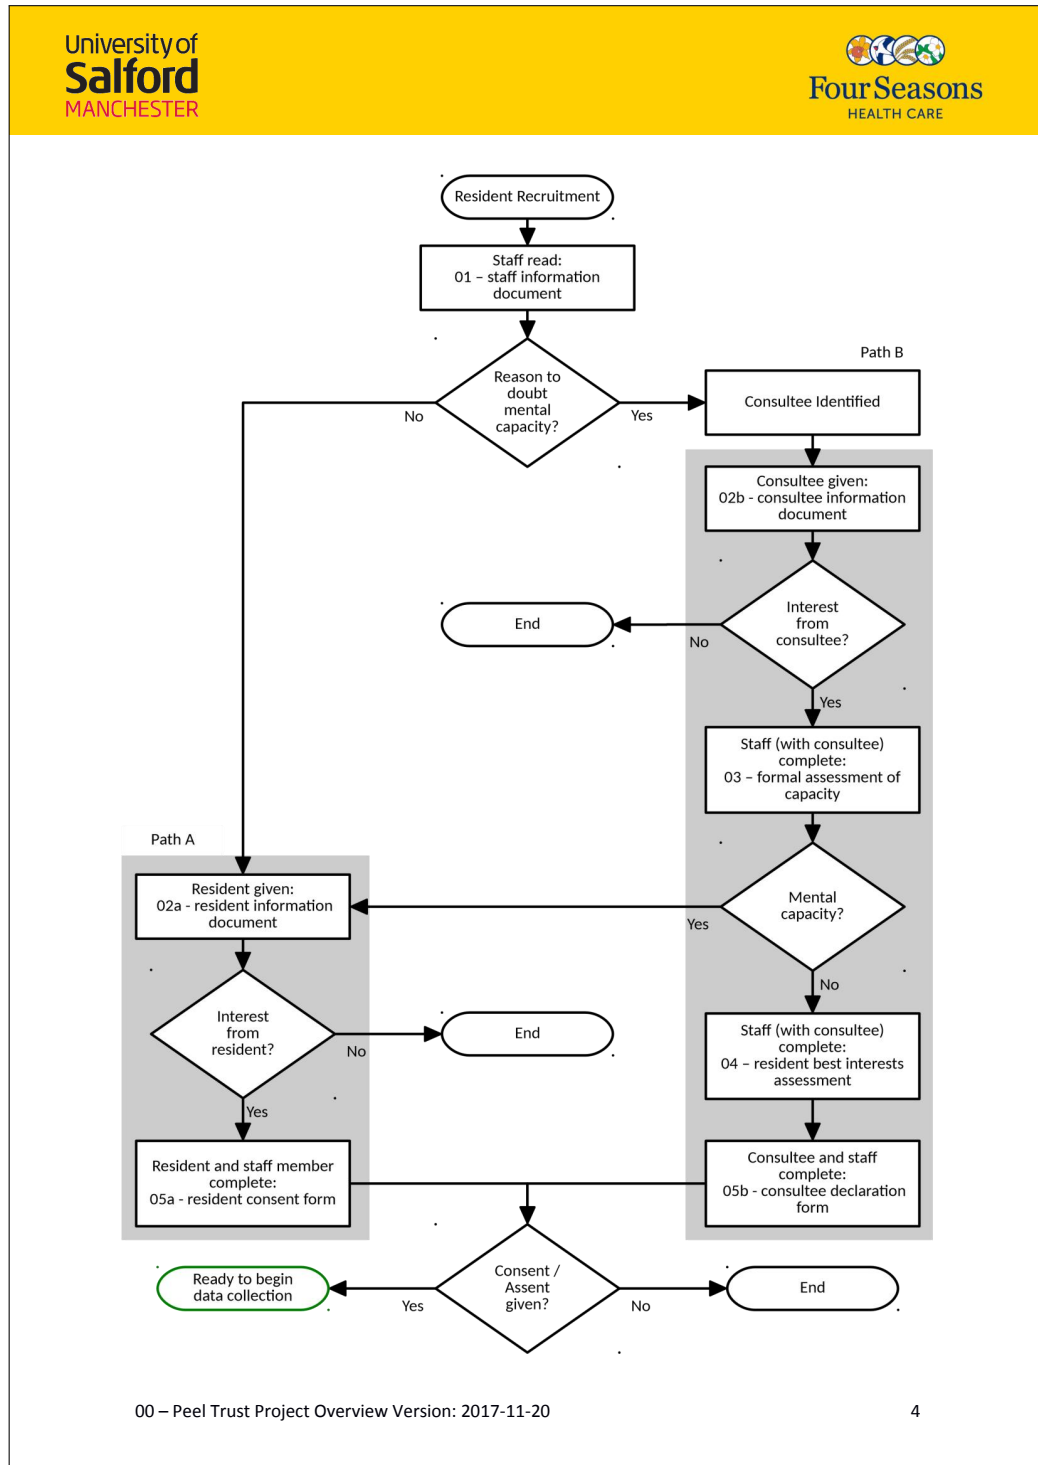 University of
Salford
MANCHESTER
Four Seasons
HEALTH CARE
Resident Recruitment
Staff read:
01 – staff information
document
Reason to
doubt
mental
capacity?
No
Yes
Path B
Consultee Identified
Consultee given:
02b - consultee information
document
Interest
from
consultee?
No
End
Yes
Staff (with consultee)
complete:
03 – formal assessment of
capacity
Mental
capacity?
Yes
No
Path A
Resident given:
02a - resident information
document
Interest
from
resident?
No
End
Yes
Staff (with consultee)
complete:
04 – resident best interests
assessment
Resident and staff member
complete:
05a - resident consent form
Consultee and staff
complete:
05b - consultee declaration
form
Consent /
Assent
given?
Yes
No
Ready to begin
data collection
End
00 – Peel Trust Project Overview Version: 2017-11-20
4